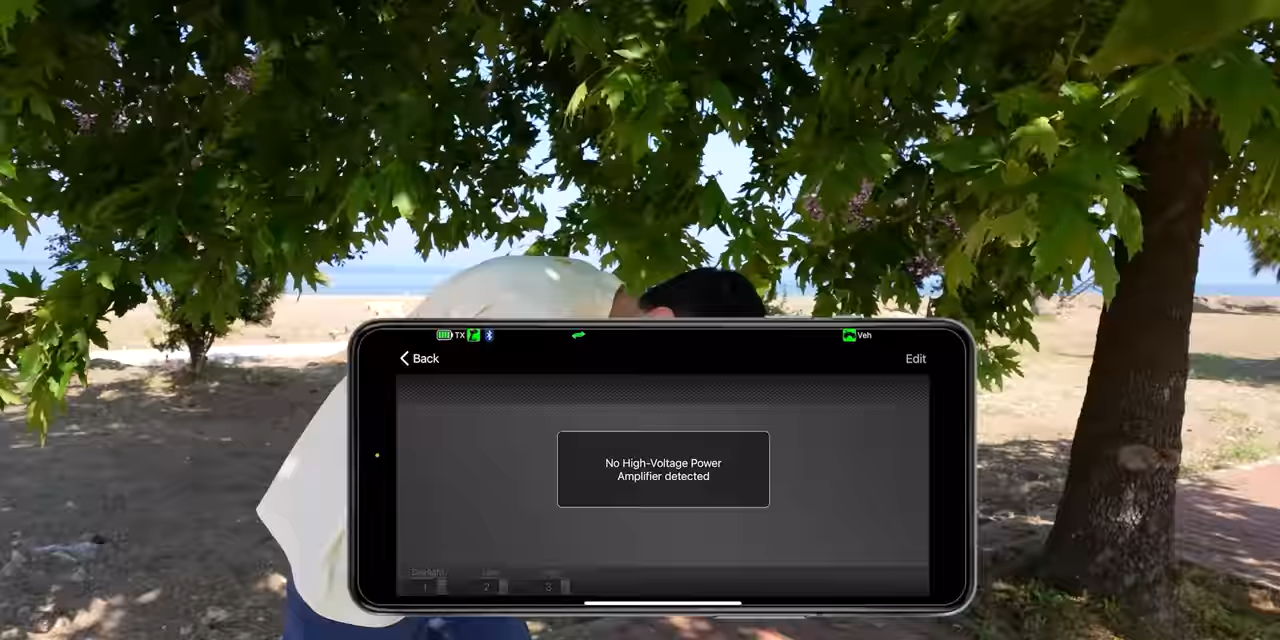 TX
Veh
Back
Edit
No High-Voltage Power
Amplifier detected
1
2
3